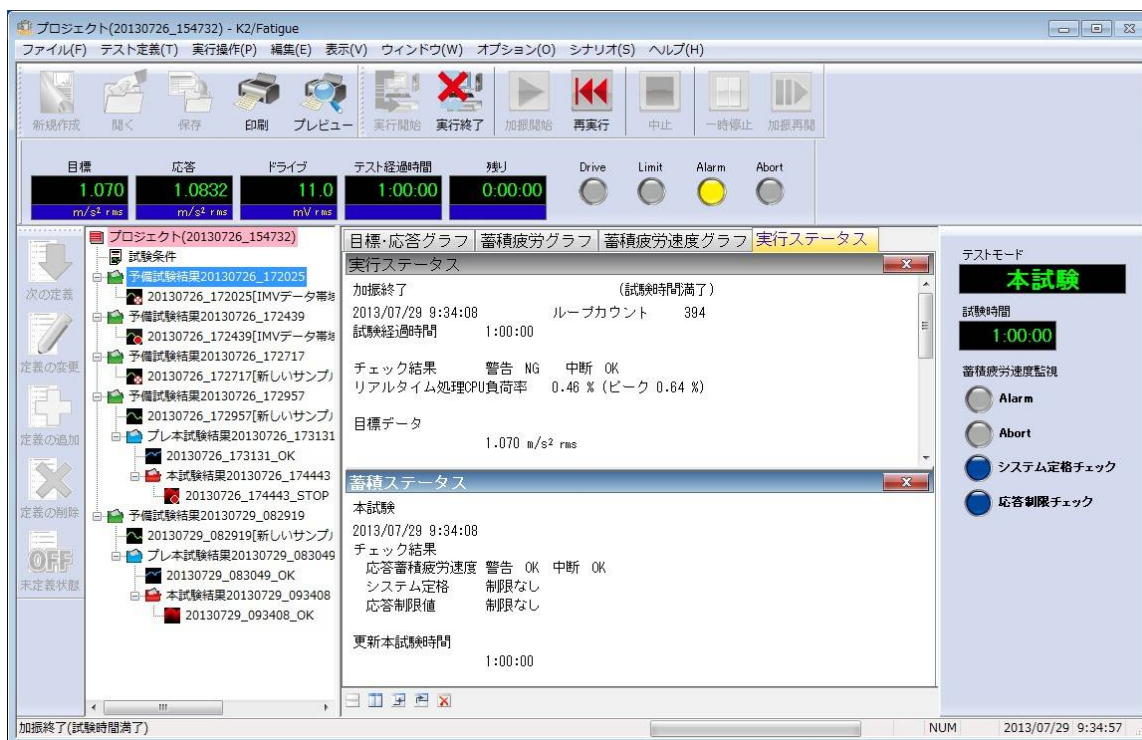 プロジェクト(20130726_154732) - K2/Fatigue
ファイル(F) テスト定義(T) 実行操作(P) 編集(E) 表示(V) ウィンドウ(W) オプション(O) シナリオ(S) ヘルプ(H)
新規作成 開く 保存 印刷 プレビュー 実行開始 実行終了 加振開始 再実行 中止 一時停止 加振再開
目標 応答 ドライブ テスト経過時間 残り Drive Limit Alarm Abort
1.070 1.0832 11.0 1:00:00 0:00:00
m/s² rms m/s² rms mV rms
次の定義
定義の変更
定義の追加
定義の削除
OFF
未定義状態
プロジェクト(20130726_154732)
試験条件
予備試験結果20130726_172025
20130726_172025[IMVデータ帯域
予備試験結果20130726_172439
20130726_172439[IMVデータ帯域
予備試験結果20130726_172717
20130726_172717[新しいサンプル
予備試験結果20130726_172957
20130726_172957[新しいサンプル
プレ本試験結果20130726_173131
20130726_173131_OK
本試験結果20130726_174443
20130726_174443_STOP
予備試験結果20130729_082919
20130729_082919[新しいサンプル
プレ本試験結果20130729_083049
20130729_083049_OK
本試験結果20130729_093408
20130729_093408_OK
目標・応答グラフ 蓄積疲労グラフ 蓄積疲労速度グラフ 実行ステータス
実行ステータス
加振終了 (試験時間満了)
2013/07/29 9:34:08 ループカウント 394
試験経過時間 1:00:00
チェック結果 警告 NG 中断 OK
リアルタイム処理CPU負荷率 0.46 % (ピーク 0.64 %)
目標データ
1.070 m/s² rms
蓄積ステータス
本試験
2013/07/29 9:34:08
チェック結果
応答蓄積疲労速度 警告 OK 中断 OK
システム定格 制限なし
応答制限値 制限なし
更新本試験時間
1:00:00
テストモード
本試験
試験時間
1:00:00
蓄積疲労速度監視
Alarm
Abort
システム定格チェック
応答制限チェック
加振終了(試験時間満了) NUM 2013/07/29 9:34:57